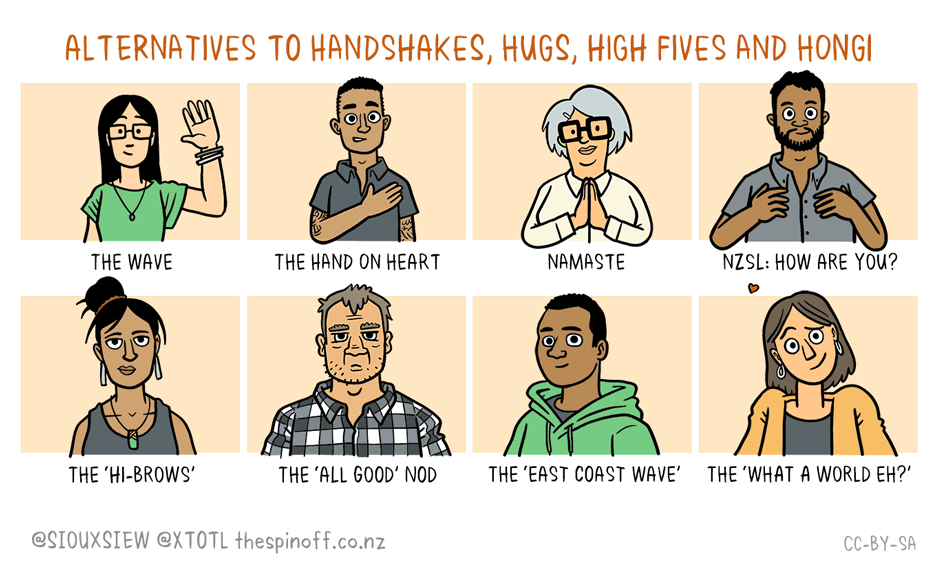 ALTERNATIVES TO HANDSHAKES, HUGS, HIGH FIVES AND HONGI
THE WAVE
THE HAND ON HEART
NAMASTE
NZSL: HOW ARE YOU?
THE 'HI-BROWS'
THE 'ALL GOOD' NOD
THE 'EAST COAST WAVE'
THE 'WHAT A WORLD EH?'
@SIOUXSIEW @XTOTL thespinoff.co.nz
CC-BY-SA